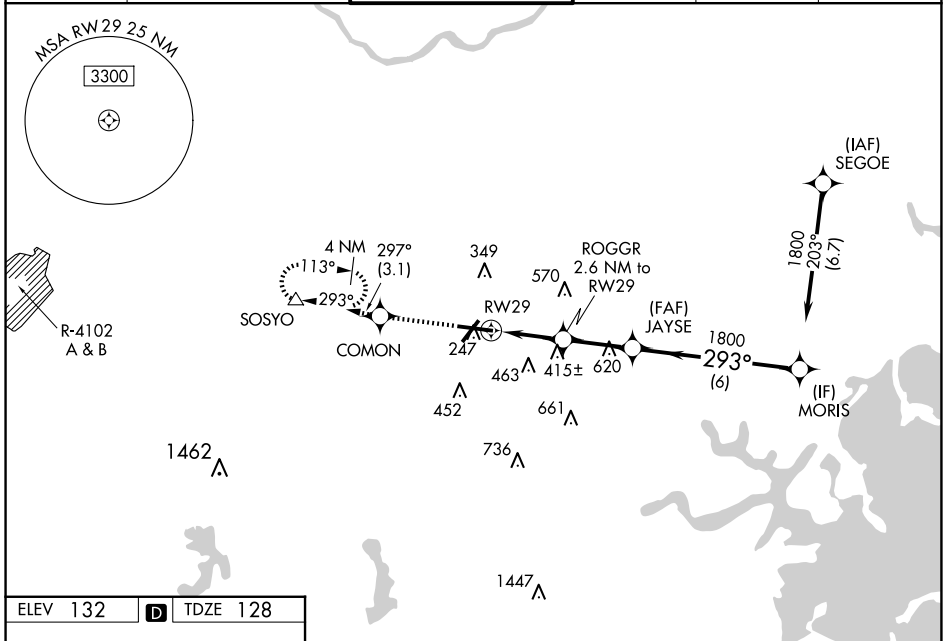 MSA RW29 25 NM
3300
(IAF)
SEGOE
1800
203°
(6.7)
R-4102
A & B
4 NM
113°
297°
(3.1)
293°
SOSYO
COMON
349
570
ROGGR
2.6 NM to
RW29
RW29
(FAF)
JAYSE
1800
293°
(6)
(IF)
MORIS
247
463
415±
620
452
661
736
1462
1447
ELEV 132
D
TDZE 128